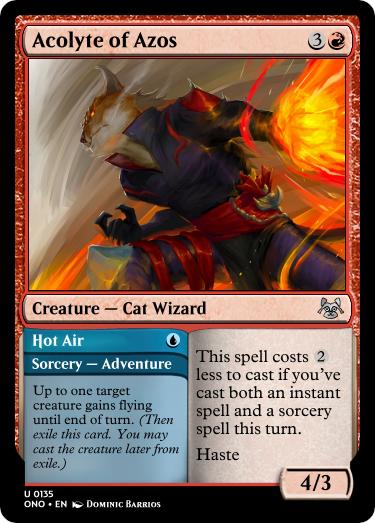 Acolyte of Azos 3
Creature — Cat Wizard
Hot Air
Sorcery — Adventure
Up to one target
creature gains flying
until end of turn. (Then
exile this card. You may
cast the creature later from
exile.)
This spell costs 2
less to cast if you've
cast both an instant
spell and a sorcery
spell this turn.
Haste
4/3
U 0135
ONO • EN Dominic Barrios